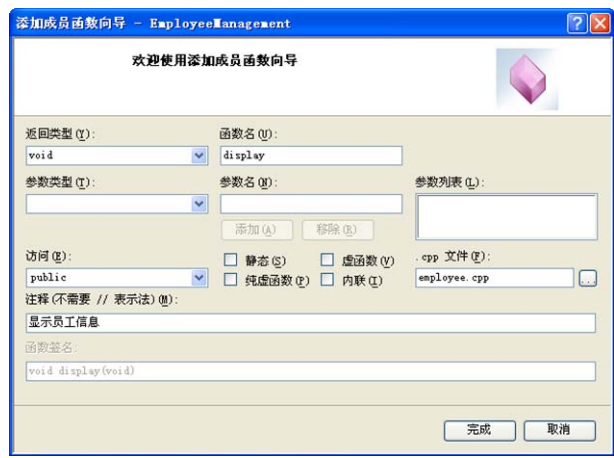 添加成员函数向导 - EmployeeManagement
欢迎使用添加成员函数向导
返回类型(Y): 函数名(U):
void display
参数类型(T): 参数名(N): 参数列表(L):
添加(A) 移除(R)
访问(E): 静态(S) 虚函数(V) .cpp 文件(F):
public 纯虚函数(P) 内联(I) employee.cpp ...
注释(不需要 // 表示法)(M):
显示员工信息
函数签名:
void display(void)
完成 取消